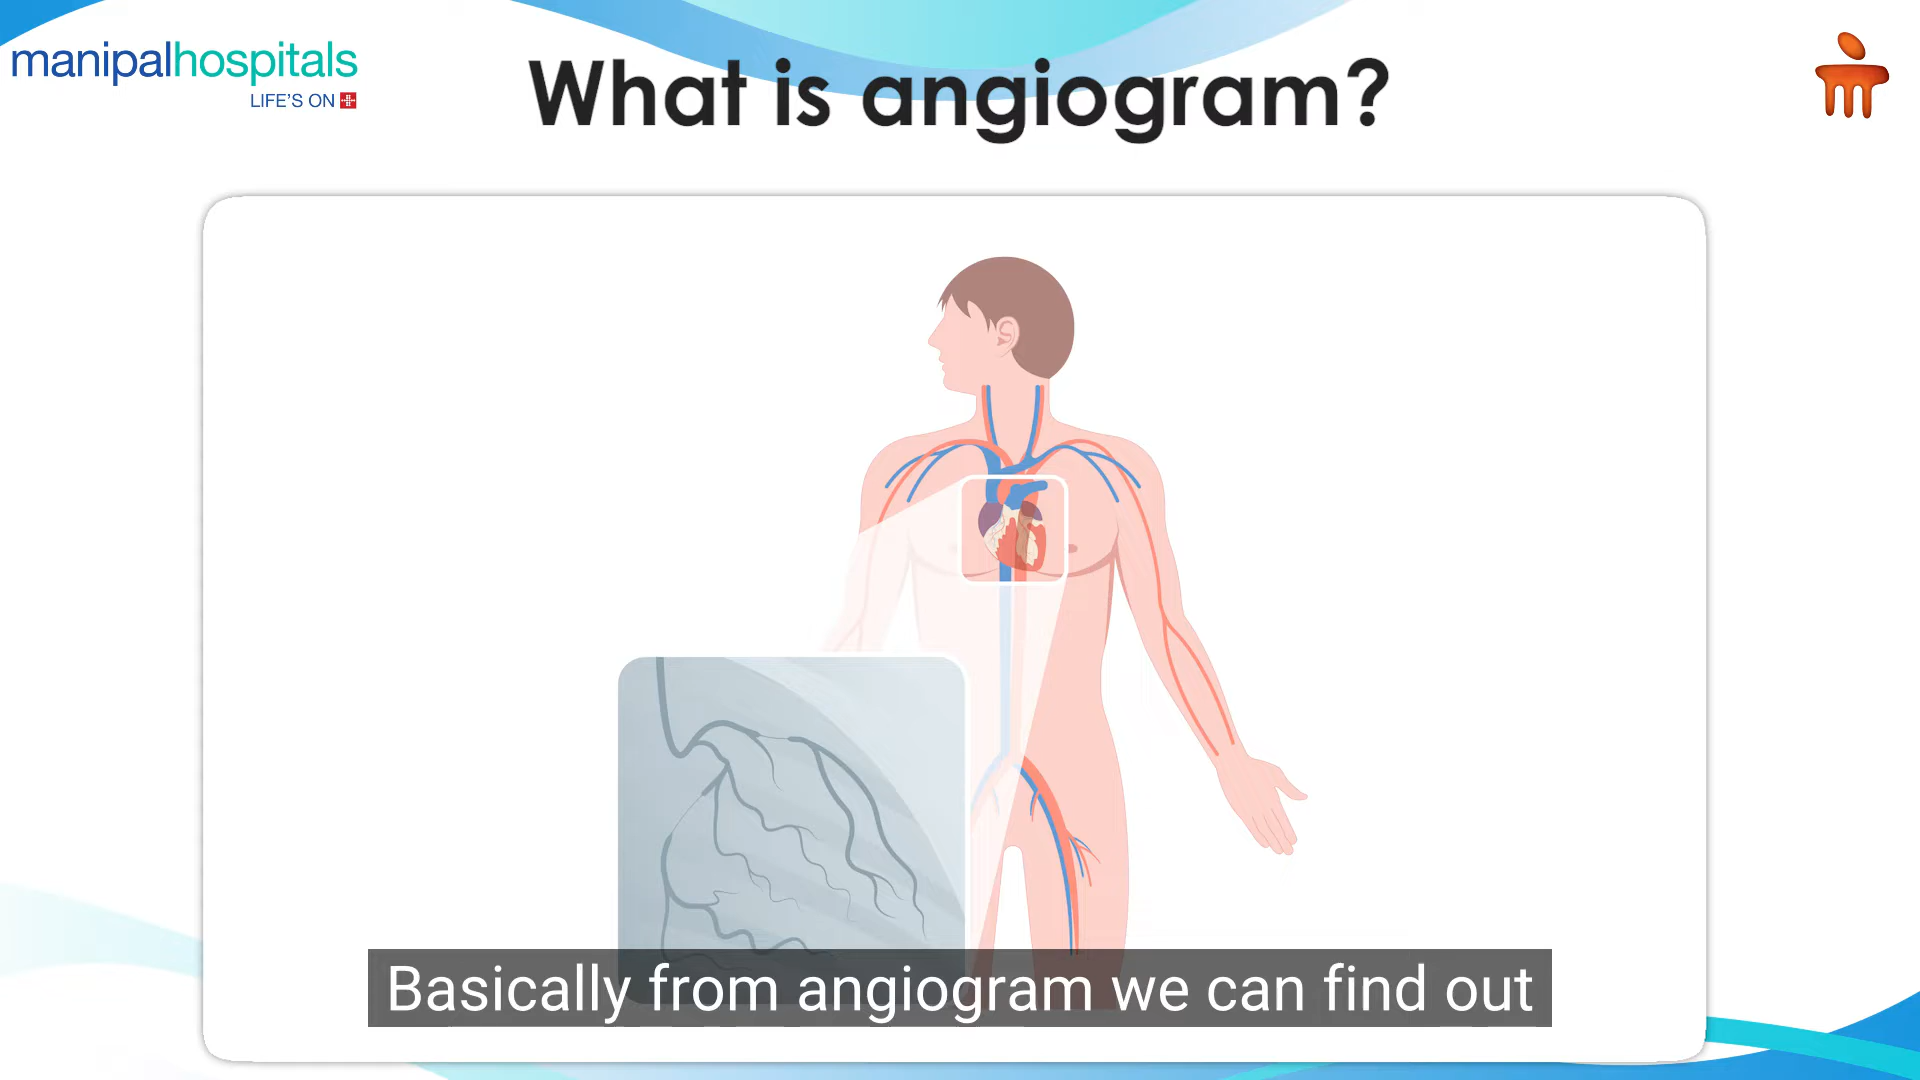 manipalhospitals
LIFE'S ON
What is angiogram?
Basically from angiogram we can find out